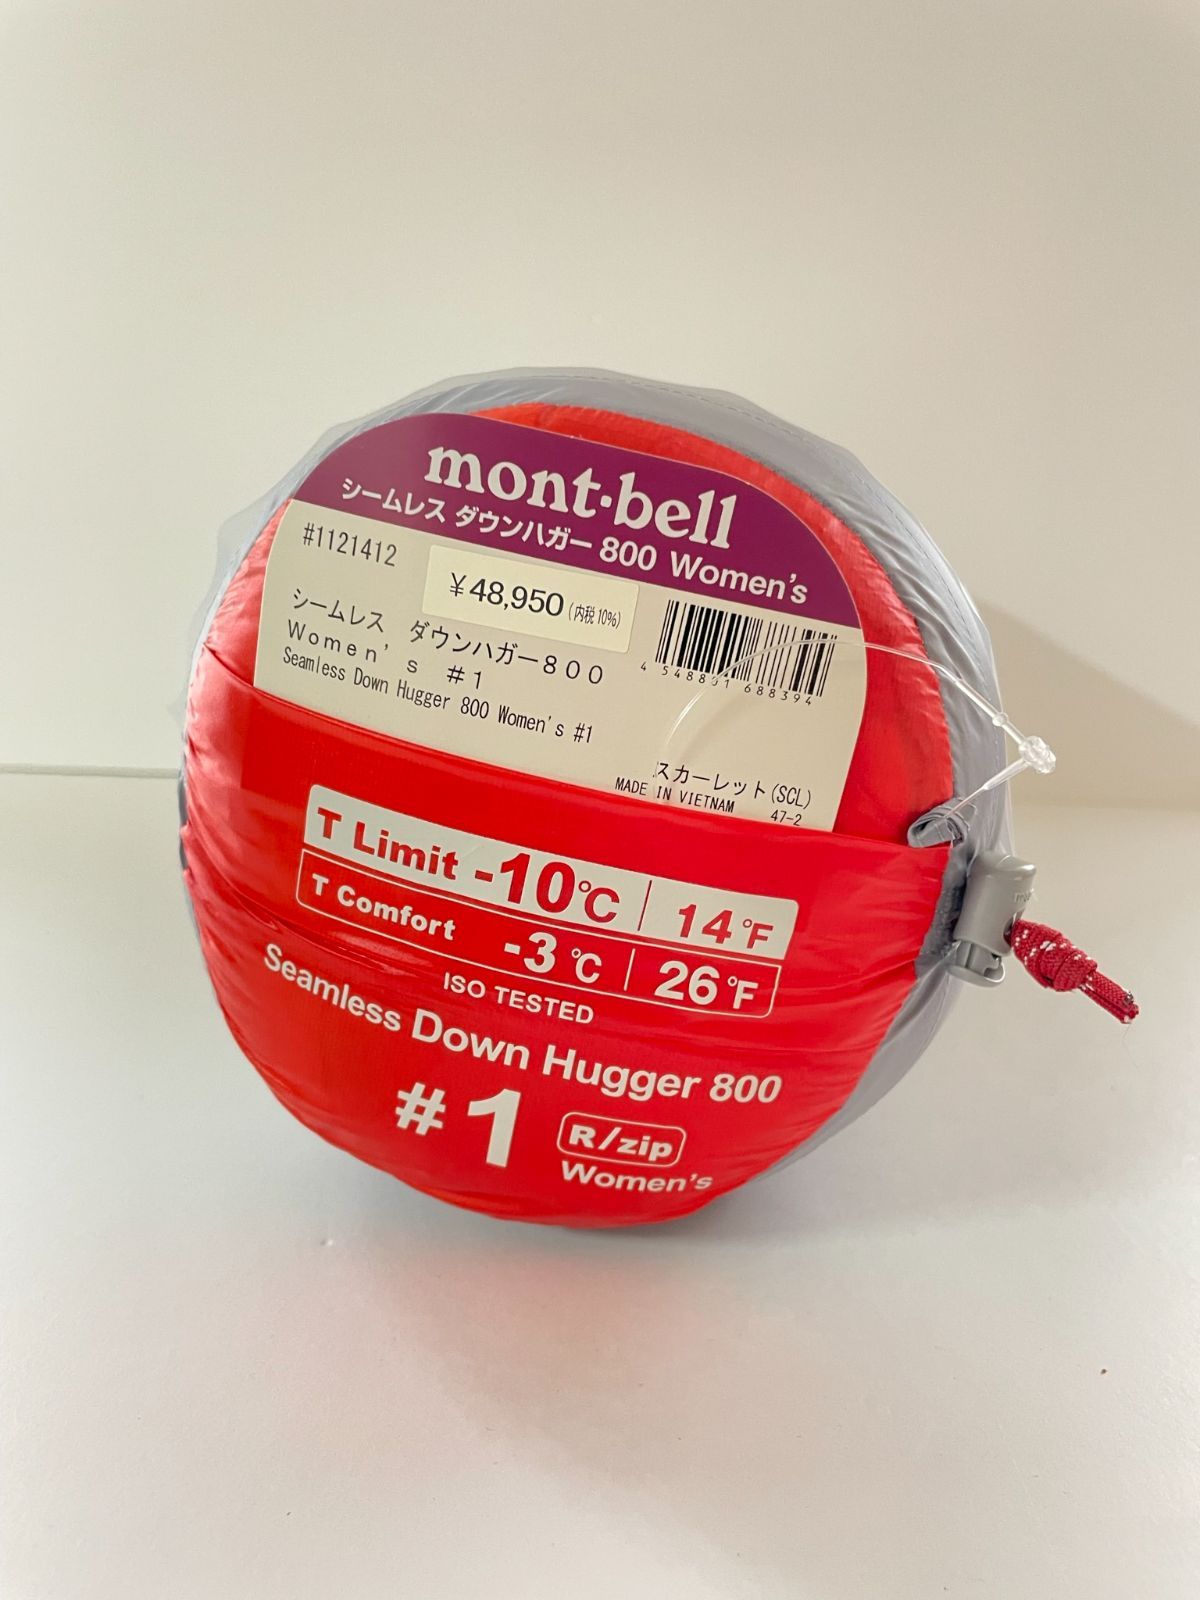 mont·bell
シームレス ダウンハガー 800 Women's
#1121412
¥48,950(内税10%)
シームレス ダウンハガー800
Women's #1
Seamless Down Hugger 800 Women's #1
4 548801 688394
スカーレット(SCL)
MADE IN VIETNAM 47-2
T Limit -10℃ 14°F
T Comfort -3℃ 26°F
ISO TESTED
Seamless Down Hugger 800
#1 R/zip
Women's